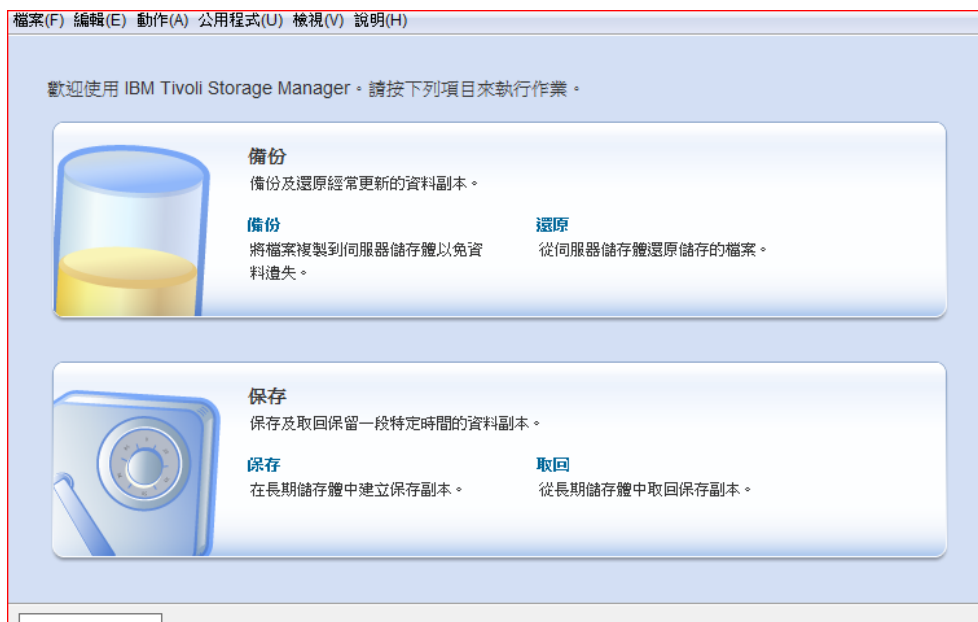 檔案(F) 編輯(E) 動作(A) 公用程式(U) 檢視(V) 說明(H)
歡迎使用 IBM Tivoli Storage Manager。請按下列項目來執行作業。
備份
備份及還原經常更新的資料副本。
備份
將檔案複製到伺服器儲存體以免資
料遺失。
還原
從伺服器儲存體還原儲存的檔案。
保存
保存及取回保留一段特定時間的資料副本。
保存
在長期儲存體中建立保存副本。
取回
從長期儲存體中取回保存副本。